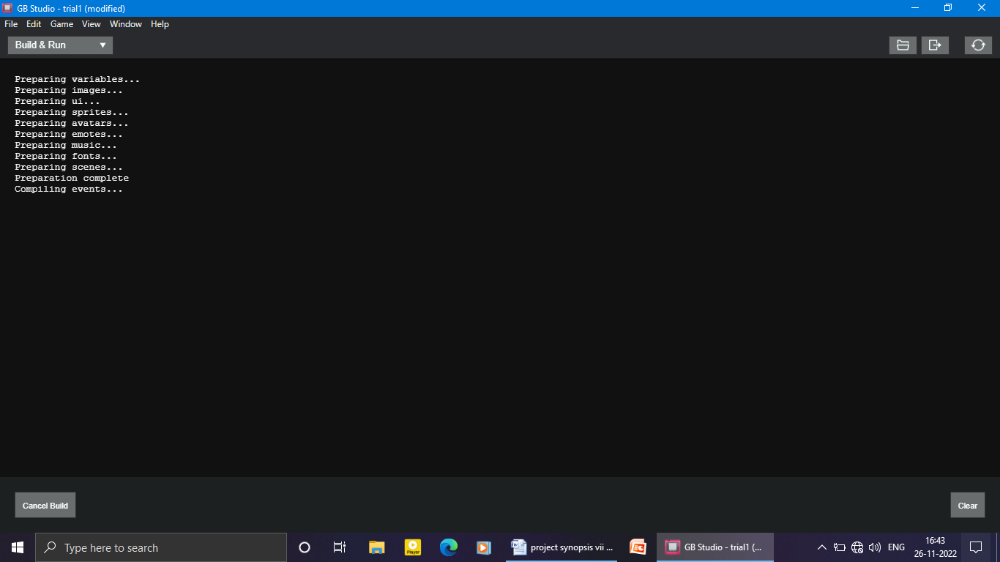 GB Studio - trial1 (modified)
File Edit Game View Window Help
Build & Run
Preparing variables...
Preparing images...
Preparing ui...
Preparing sprites...
Preparing avatars...
Preparing emotes...
Preparing music...
Preparing fonts...
Preparing scenes...
Preparation complete
Compiling events...
Cancel Build
Clear
Type here to search
Player
project synopsis vii ...
GB Studio - trial1 (...
ENG
16:43
26-11-2022